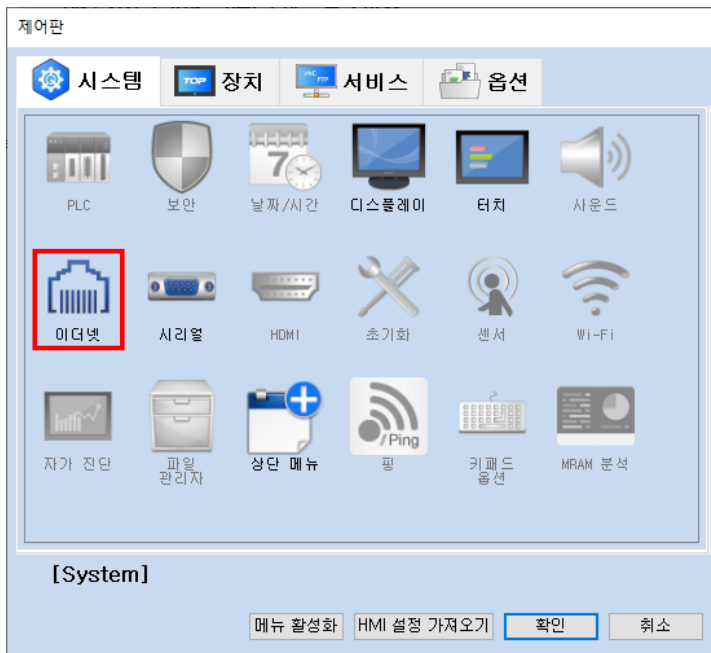 제어판
시스템
TOP
장치
VNC
FTP
서비스
옵션
PLC
보안
7
날짜/시간
디스플레이
터치
사운드
이더넷
시리얼
HDMI
초기화
센서
Wi-Fi
자가 진단
파일
관리자
상단 메뉴
/Ping
핑
키패드
옵션
MRAM 분석
[System]
메뉴 활성화
HMI 설정 가져오기
확인
취소